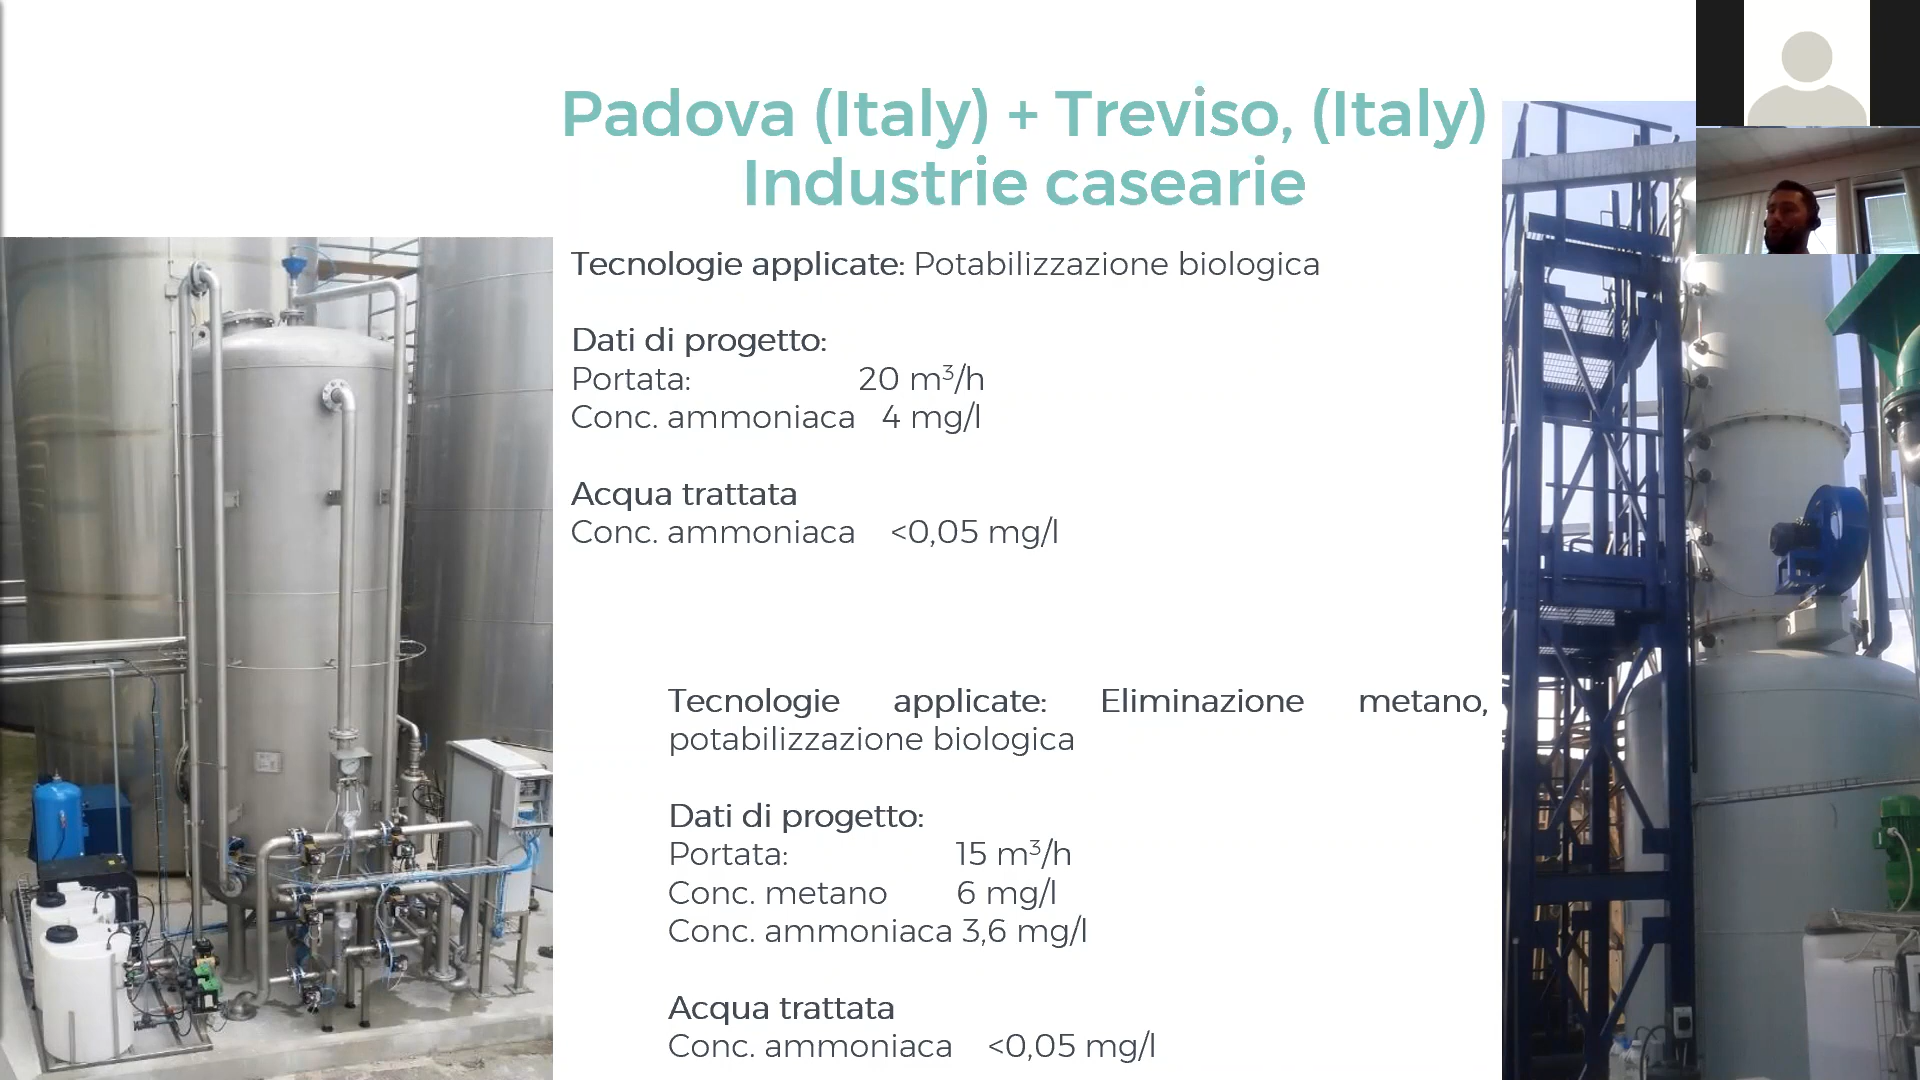 Padova (Italy) + Treviso, (Italy)
Industrie casearie
Tecnologie applicate: Potabilizzazione biologica
Dati di progetto:
Portata: 20 m³/h
Conc. ammoniaca 4 mg/l
Acqua trattata
Conc. ammoniaca <0,05 mg/l
Tecnologie applicate: Eliminazione metano,
potabilizzazione biologica
Dati di progetto:
Portata: 15 m³/h
Conc. metano 6 mg/l
Conc. ammoniaca 3,6 mg/l
Acqua trattata
Conc. ammoniaca <0,05 mg/l